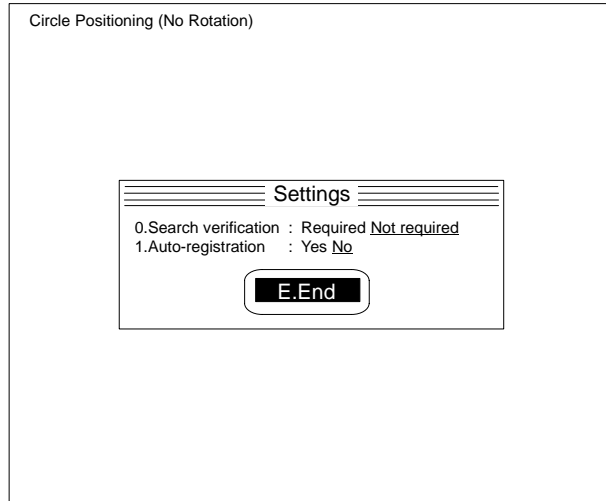 Circle Positioning (No Rotation)
Settings
0.Search verification : Required Not required
1.Auto-registration : Yes No
E.End